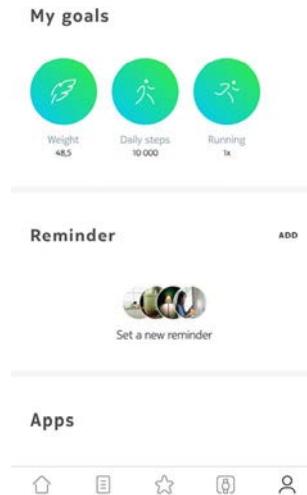 My goals
Weight Daily steps Running
48,5 10 000 1x
Reminder ADD
Set a new reminder
Apps